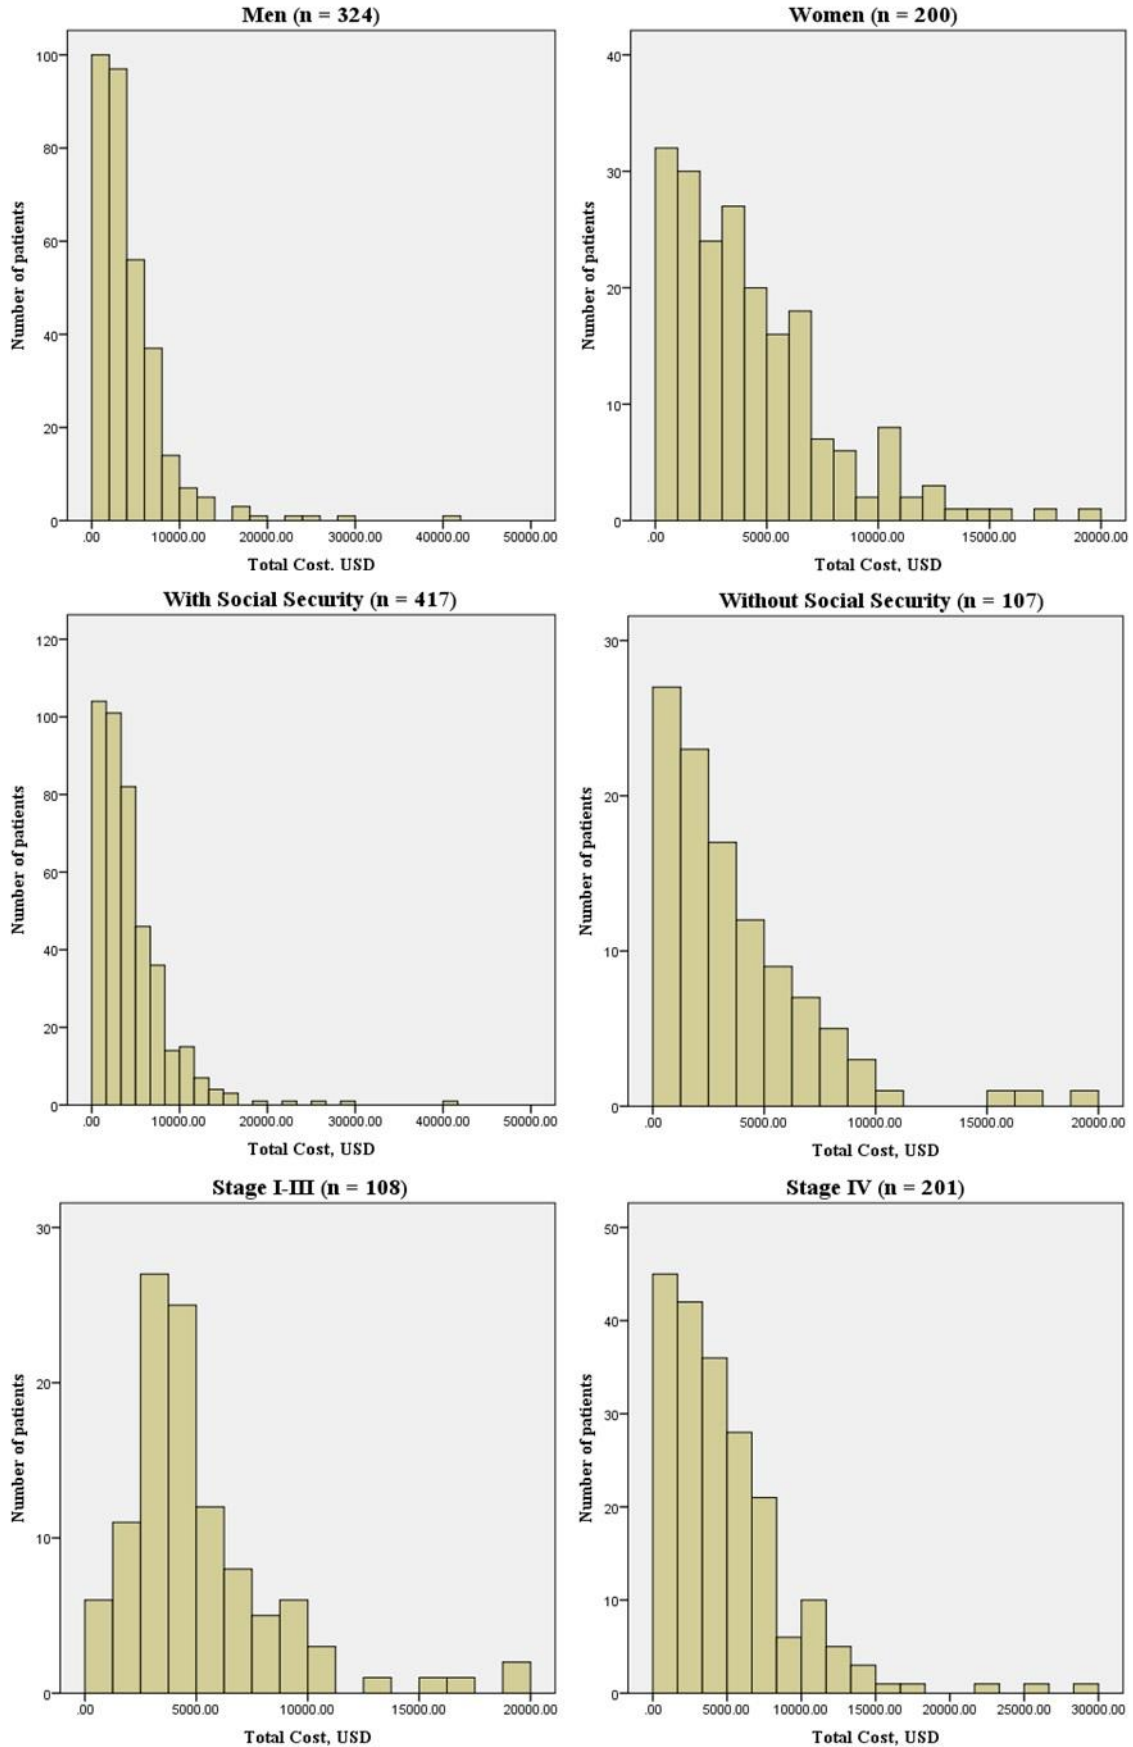 Men (n = 324)
Number of patients
100
80
60
40
20
0
.00 10000.00 20000.00 30000.00 40000.00 50000.00
Total Cost. USD
Women (n = 200)
Number of patients
40
30
20
10
0
.00 5000.00 10000.00 15000.00 20000.00
Total Cost, USD
With Social Security (n = 417)
Number of patients
120
100
80
60
40
20
0
.00 10000.00 20000.00 30000.00 40000.00 50000.00
Total Cost, USD
Without Social Security (n = 107)
Number of patients
30
20
10
0
.00 5000.00 10000.00 15000.00 20000.00
Total Cost, USD
Stage I-III (n = 108)
Number of patients
30
20
10
0
.00 5000.00 10000.00 15000.00 20000.00
Total Cost, USD
Stage IV (n = 201)
Number of patients
50
40
30
20
10
0
.00 5000.00 10000.00 15000.00 20000.00 25000.00 30000.00
Total Cost, USD